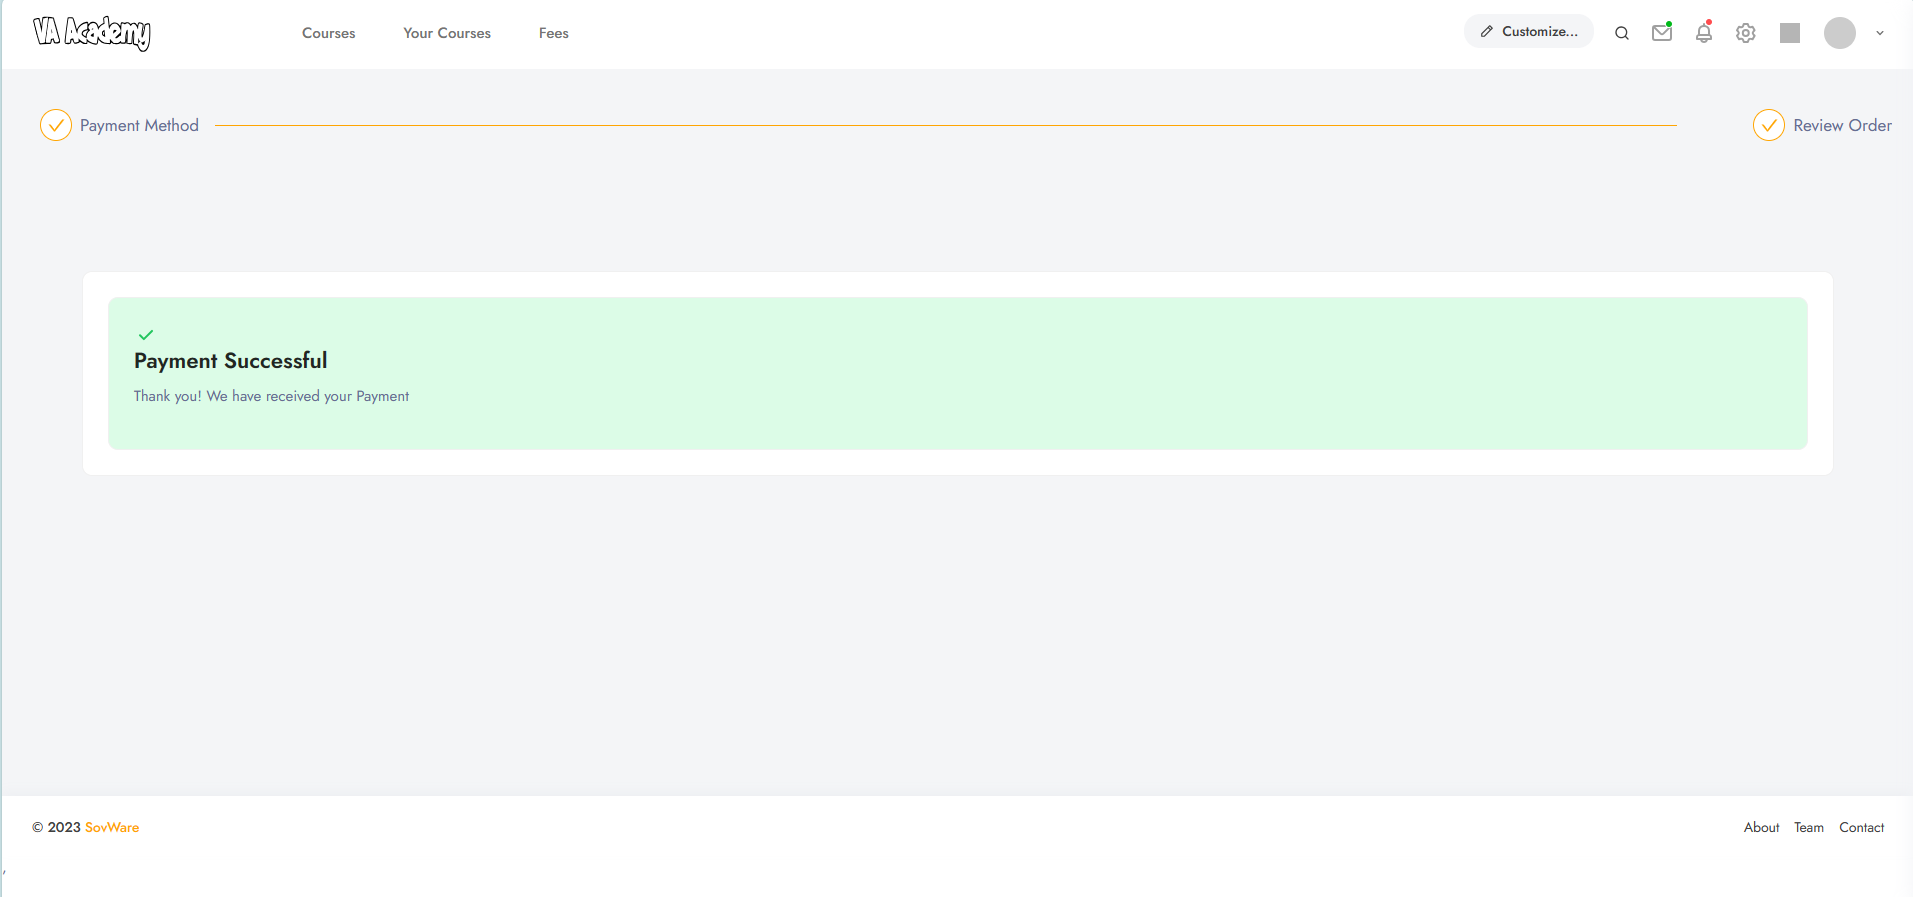 VA Academy
Courses
Your Courses
Fees
Customize...
Payment Method
Review Order
Payment Successful
Thank you! We have received your Payment
© 2023 SovWare
About
Team
Contact
,